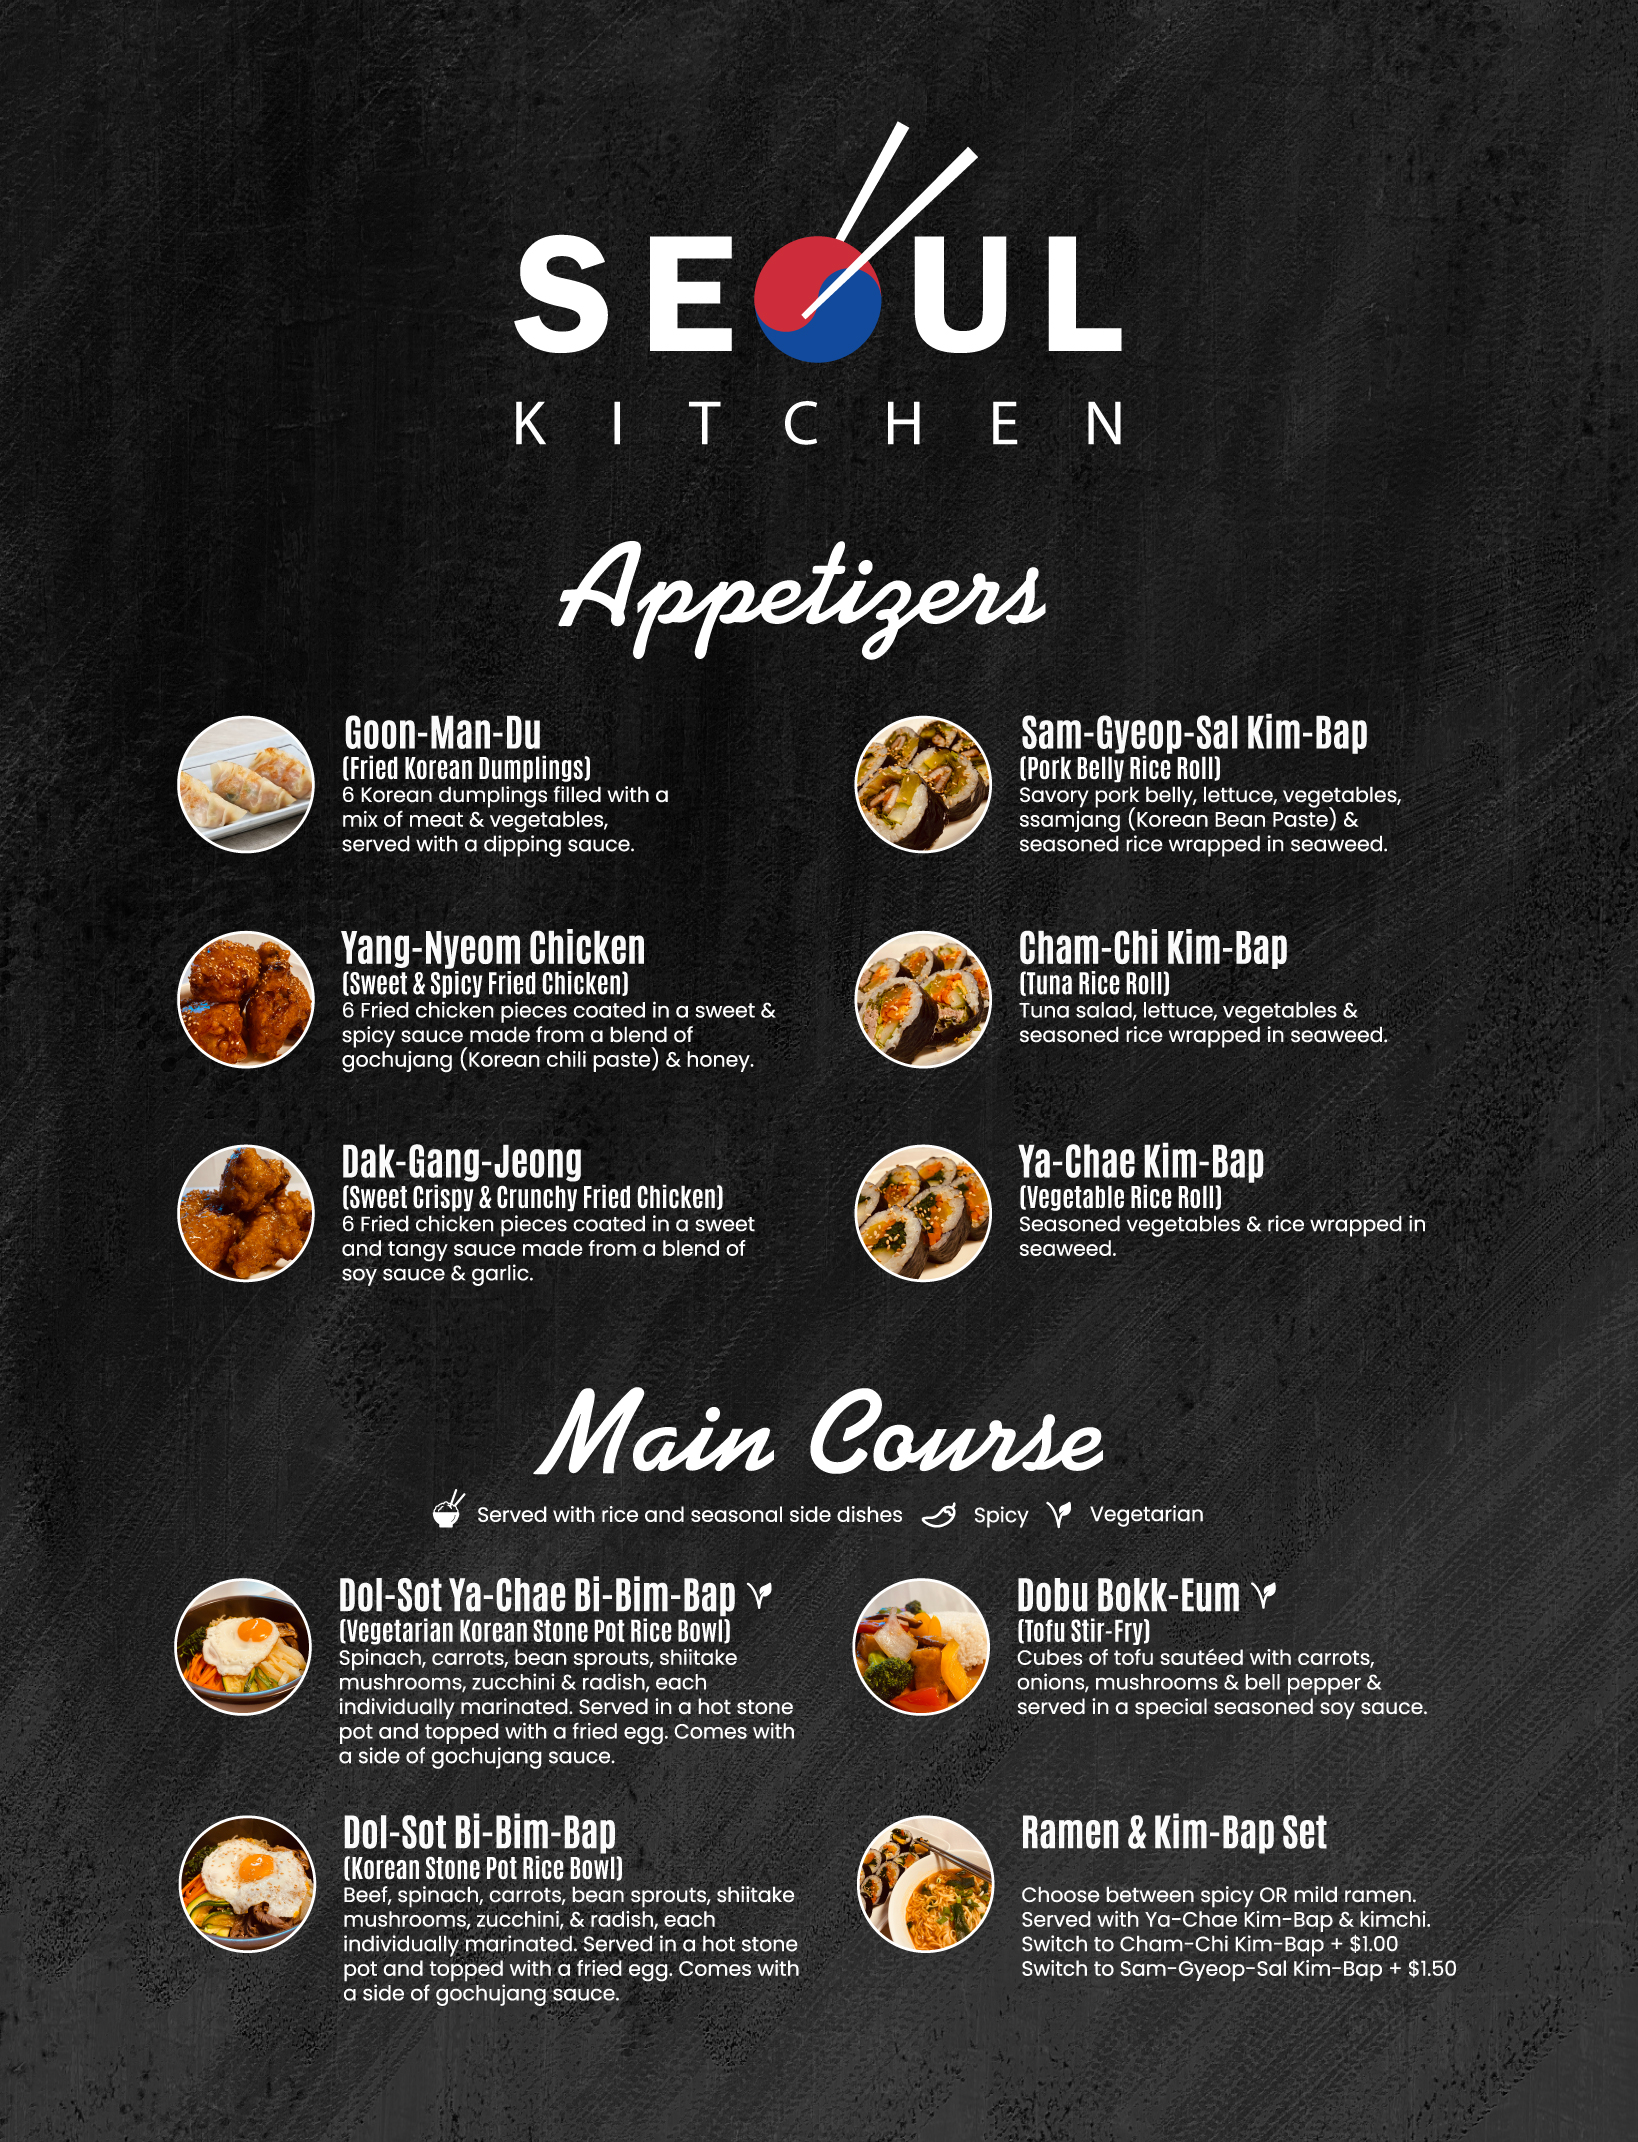 SEOUL
KITCHEN
Appetizers
Goon-Man-Du
(Fried Korean Dumplings)
6 Korean dumplings filled with a
mix of meat & vegetables,
served with a dipping sauce.
Sam-Gyeop-Sal Kim-Bap
(Pork Belly Rice Roll)
Savory pork belly, lettuce, vegetables,
ssamjang (Korean Bean Paste) &
seasoned rice wrapped in seaweed.
Yang-Nyeom Chicken
(Sweet & Spicy Fried Chicken)
6 Fried chicken pieces coated in a sweet &
spicy sauce made from a blend of
gochujang (Korean chili paste) & honey.
Cham-Chi Kim-Bap
(Tuna Rice Roll)
Tuna salad, lettuce, vegetables &
seasoned rice wrapped in seaweed.
Dak-Gang-Jeong
(Sweet Crispy & Crunchy Fried Chicken)
6 Fried chicken pieces coated in a sweet
and tangy sauce made from a blend of
soy sauce & garlic.
Ya-Chae Kim-Bap
(Vegetable Rice Roll)
Seasoned vegetables & rice wrapped in
seaweed.
Main Course
Served with rice and seasonal side dishes Spicy Vegetarian
Dol-Sot Ya-Chae Bi-Bim-Bap
(Vegetarian Korean Stone Pot Rice Bowl)
Spinach, carrots, bean sprouts, shiitake
mushrooms, zucchini & radish, each
individually marinated. Served in a hot stone
pot and topped with a fried egg. Comes with
a side of gochujang sauce.
Dobu Bokk-Eum
(Tofu Stir-Fry)
Cubes of tofu sautéed with carrots,
onions, mushrooms & bell pepper &
served in a special seasoned soy sauce.
Dol-Sot Bi-Bim-Bap
(Korean Stone Pot Rice Bowl)
Beef, spinach, carrots, bean sprouts, shiitake
mushrooms, zucchini, & radish, each
individually marinated. Served in a hot stone
pot and topped with a fried egg. Comes with
a side of gochujang sauce.
Ramen & Kim-Bap Set
Choose between spicy OR mild ramen.
Served with Ya-Chae Kim-Bap & kimchi.
Switch to Cham-Chi Kim-Bap + $1.00
Switch to Sam-Gyeop-Sal Kim-Bap + $1.50